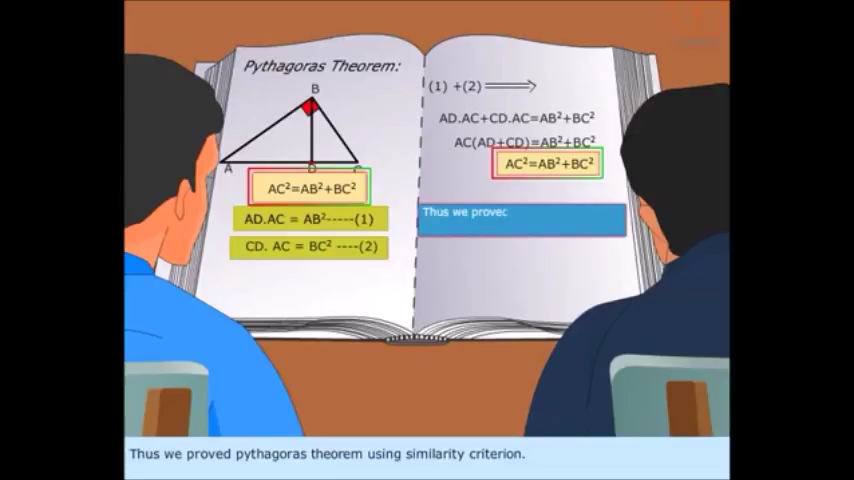 Pythagoras Theorem:
B
A D C
AC²=AB²+BC²
AD.AC = AB²-----(1)
CD. AC = BC² ----(2)
(1) +(2)
AD.AC+CD.AC=AB²+BC²
AC(AD+CD)=AB²+BC²
AC²=AB²+BC²
Thus we provec
Thus we proved pythagoras theorem using similarity criterion.